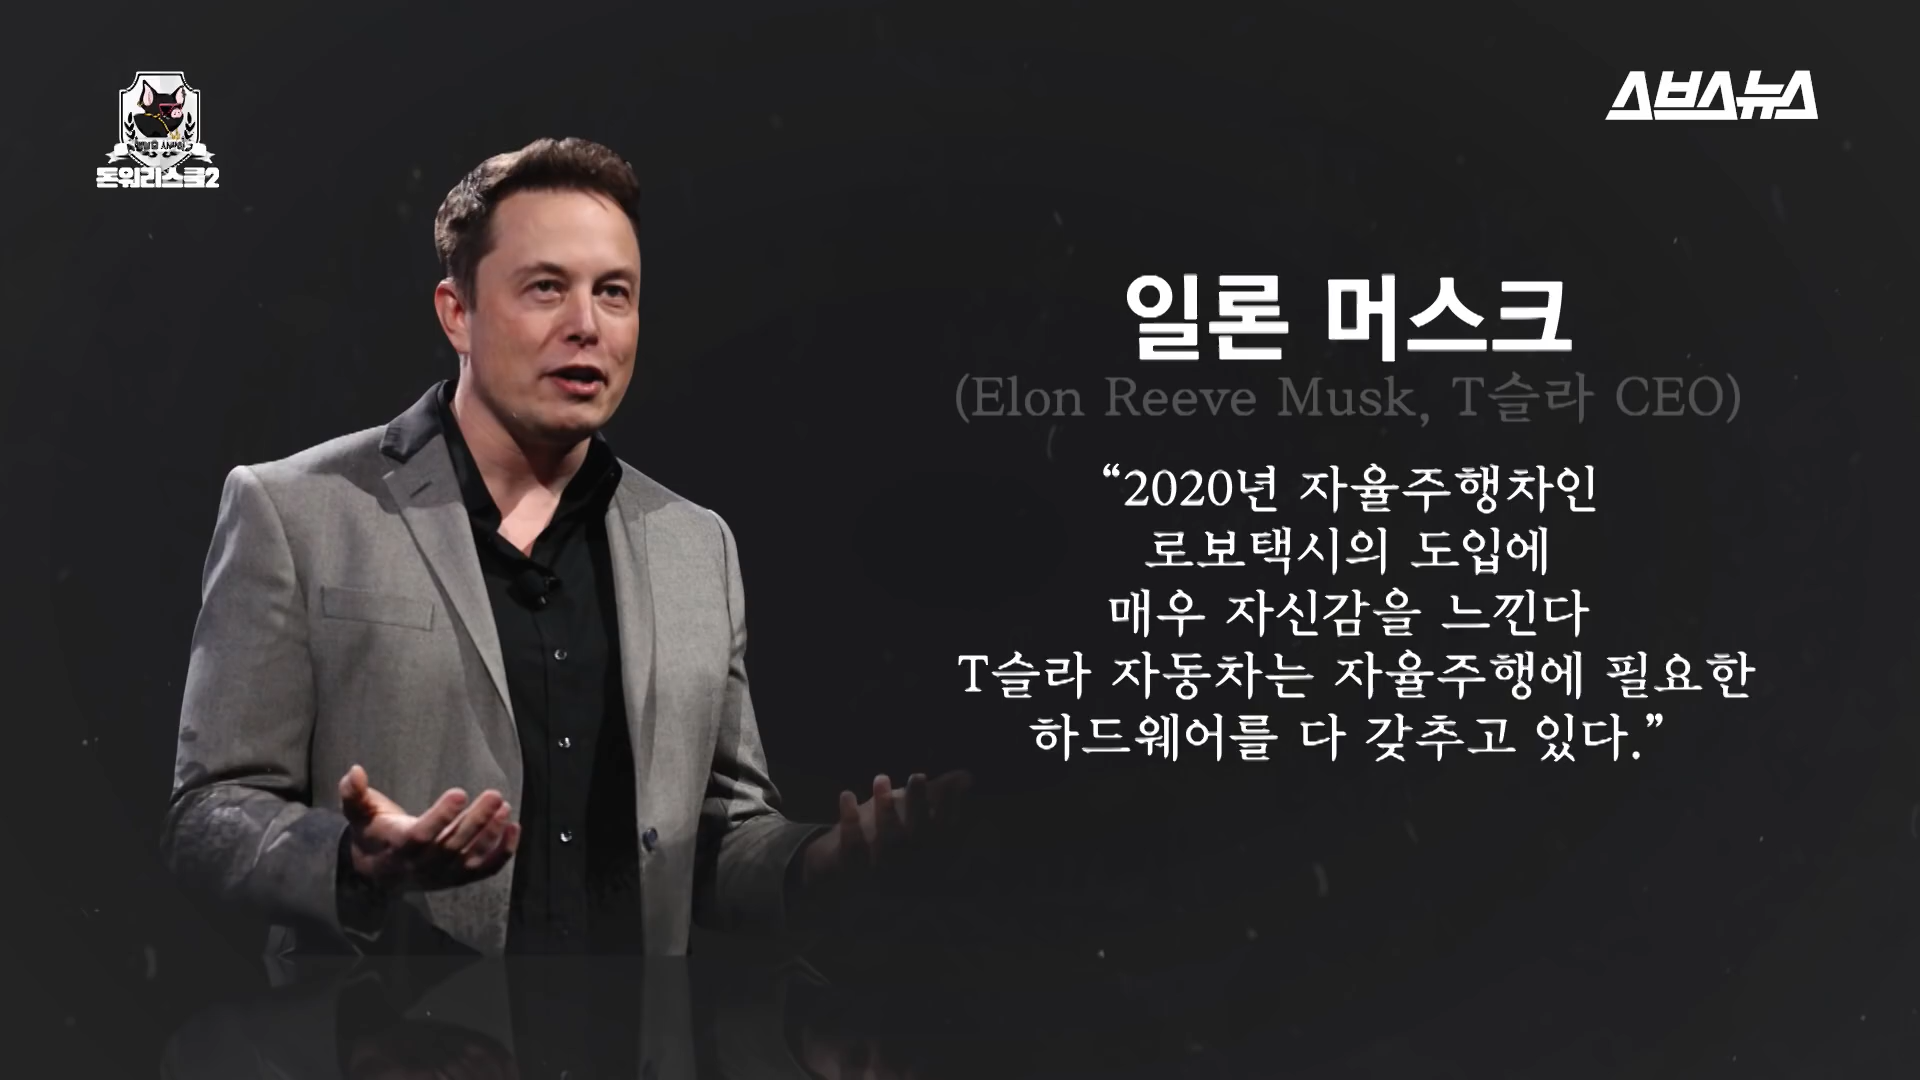 돈워리스쿨2
스브스뉴스
일론 머스크
(Elon Reeve Musk, T슬라 CEO)
“2020년 자율주행차인
로보택시의 도입에
매우 자신감을 느낀다
T슬라 자동차는 자율주행에 필요한
하드웨어를 다 갖추고 있다.”